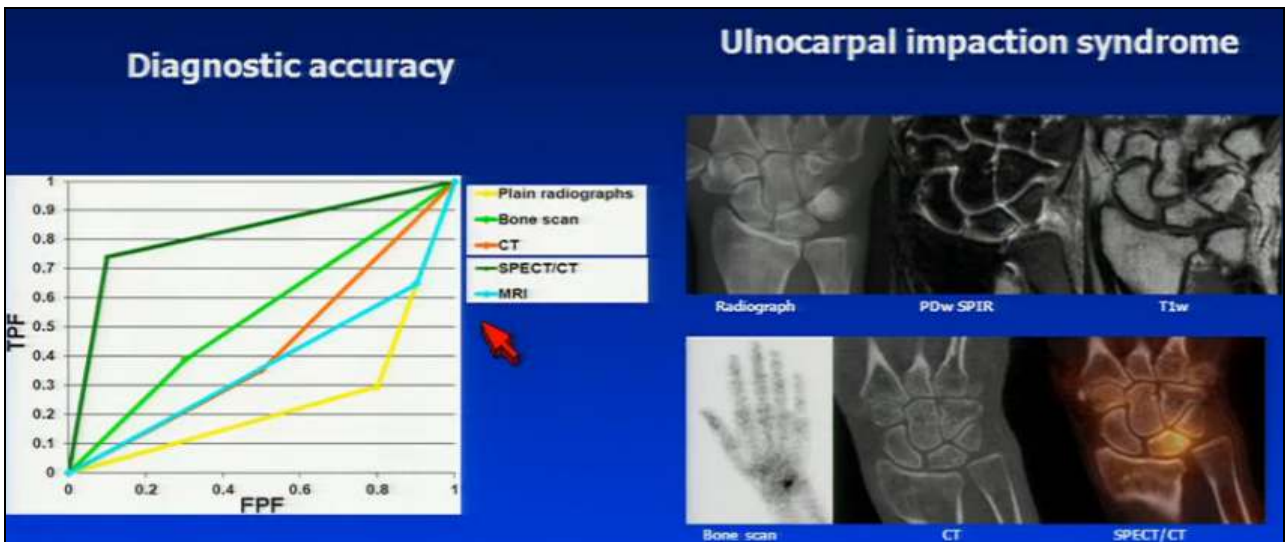 Diagnostic accuracy
TPF
1
0.9
0.8
0.7
0.6
0.5
0.4
0.3
0.2
0.1
0
0
0.2
0.4
0.6
0.8
1
FPF
Plain radiographs
Bone scan
CT
SPECT/CT
MRI
Ulnocarpal impaction syndrome
Radiograph
PDw SPIR
T1w
Bone scan
CT
SPECT/CT